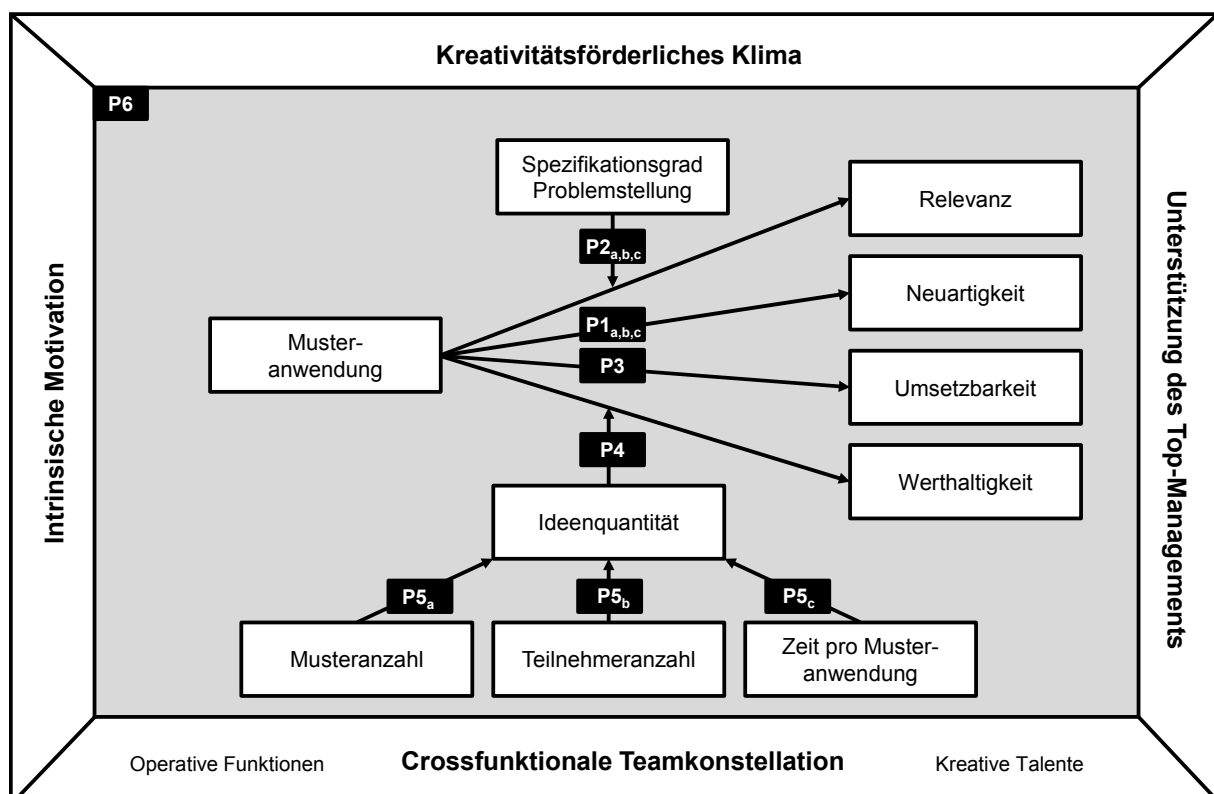 Kreativitätsförderliches Klima
P6
Spezifikationsgrad
Problemstellung
Relevanz
P2a,b,c
Neuartigkeit
P1a,b,c
Muster-
anwendung
P3
Umsetzbarkeit
P4
Werthaltigkeit
Ideenquantität
P5a
P5b
P5c
Musteranzahl
Teilnehmeranzahl
Zeit pro Muster-
anwendung
Intrinsische Motivation
Unterstützung des Top-Managements
Operative Funktionen
Crossfunktionale Teamkonstellation
Kreative Talente